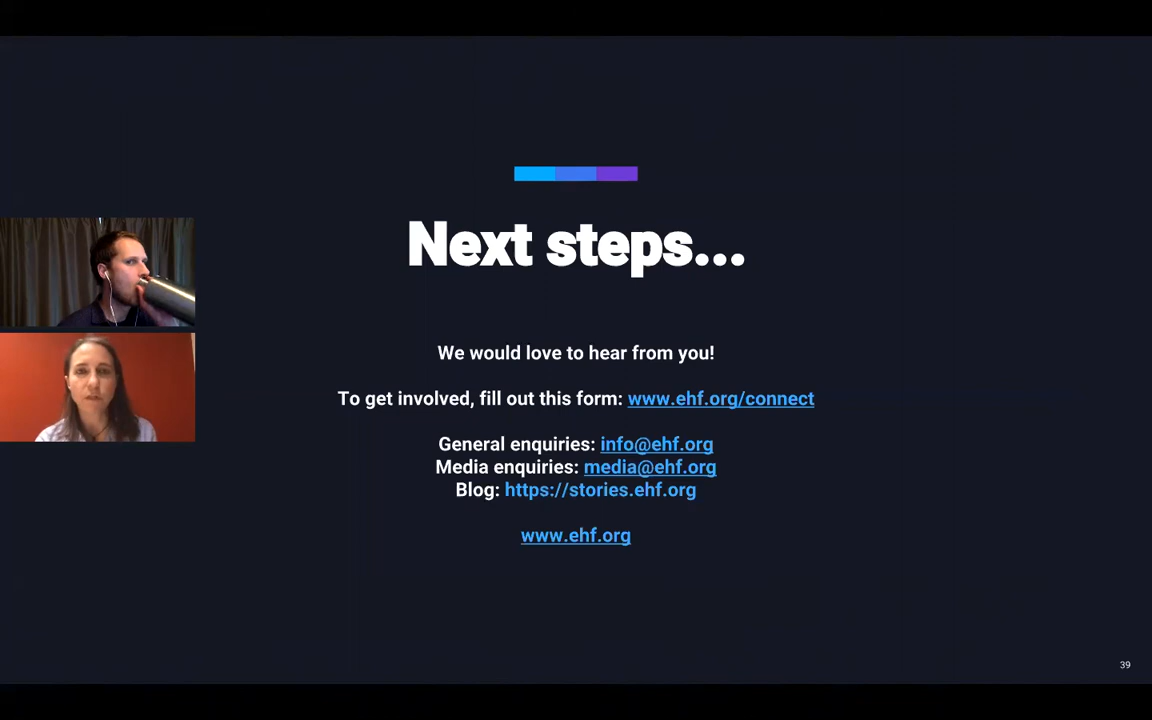 Next steps...
We would love to hear from you!
To get involved, fill out this form: www.ehf.org/connect
General enquiries: info@ehf.org
Media enquiries: media@ehf.org
Blog: https://stories.ehf.org
www.ehf.org
39